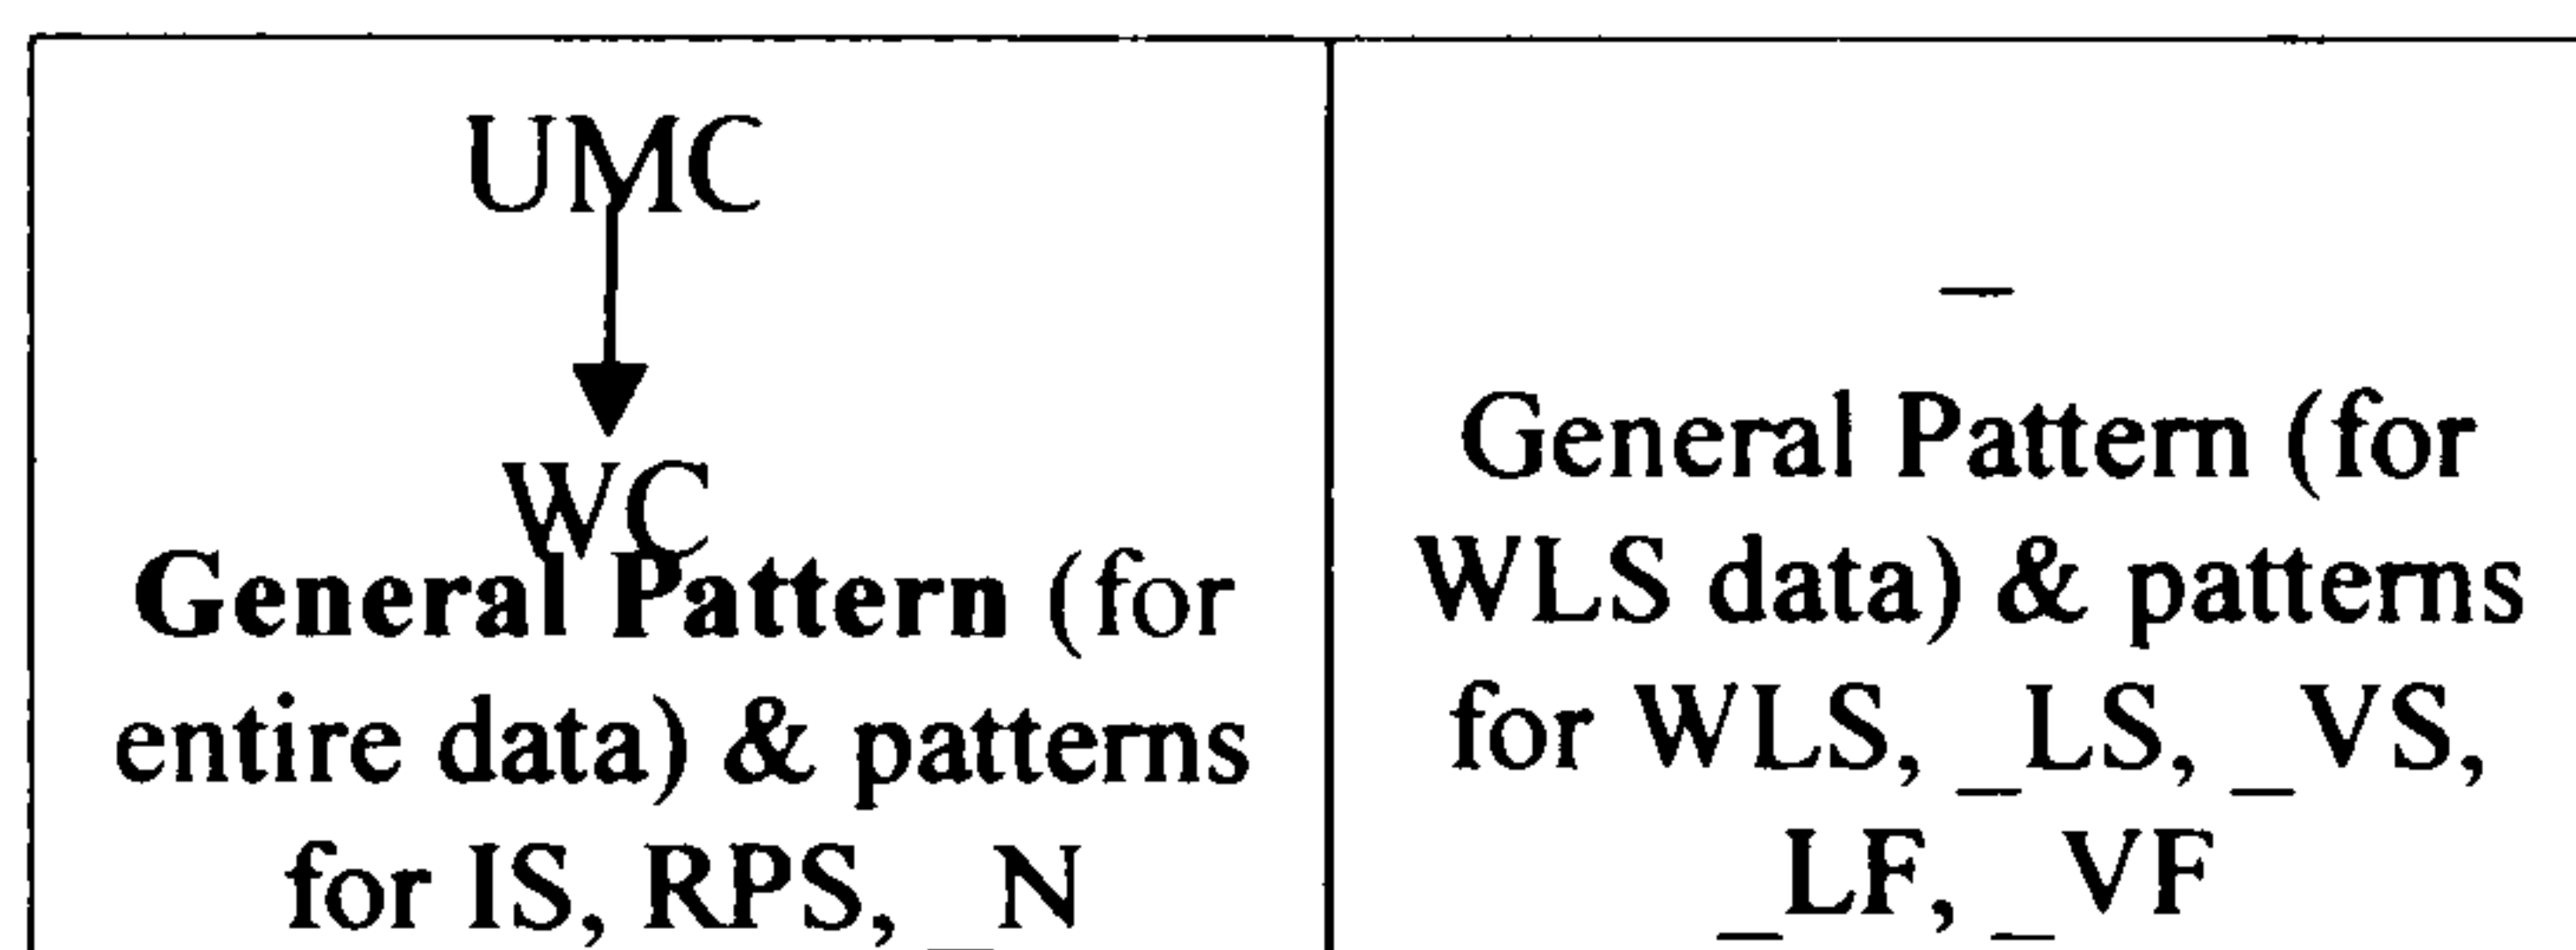 UMC
WC
General Pattern (for
entire data) & patterns
for IS, RPS, _N
_
General Pattern (for
WLS data) & patterns
for WLS, _LS, _VS,
_LF, _VF